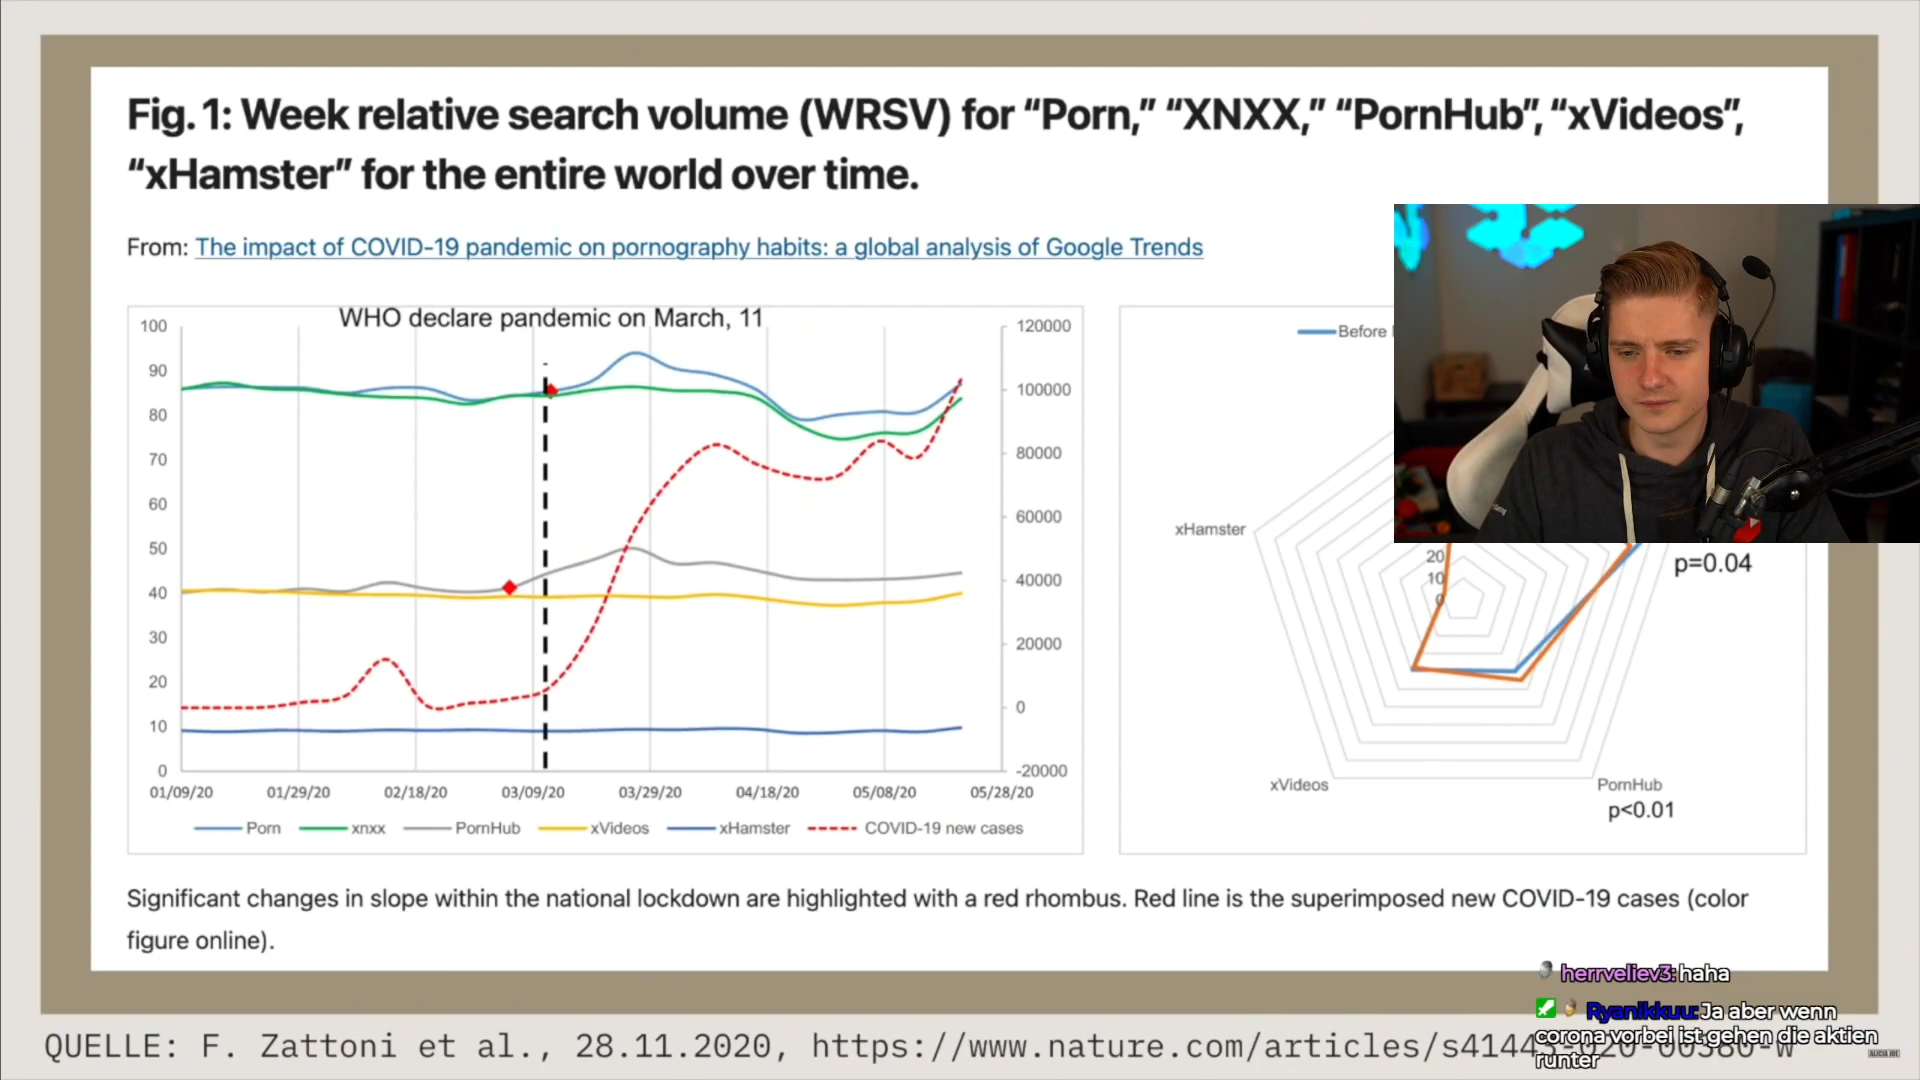 Fig. 1: Week relative search volume (WRSV) for “Porn,” “XNXX,” “PornHub”, “xVideos”,
“xHamster” for the entire world over time.
From: The impact of COVID-19 pandemic on pornography habits: a global analysis of Google Trends
WHO declare pandemic on March, 11
100
90
80
70
60
50
40
30
20
10
0
120000
100000
80000
60000
40000
20000
0
-20000
01/09/20 01/29/20 02/18/20 03/09/20 03/29/20 04/18/20 05/08/20 05/28/20
Porn xnxx PornHub xVideos xHamster COVID-19 new cases
Before
xHamster
20
10
0
p=0.04
xVideos
PornHub
p<0.01
Significant changes in slope within the national lockdown are highlighted with a red rhombus. Red line is the superimposed new COVID-19 cases (color
figure online).
herrveliev3: haha
Ryanikkuu: Ja aber wenn
corona vorbei ist gehen die aktien
runter
QUELLE: F. Zattoni et al., 28.11.2020, https://www.nature.com/articles/
ALICIA JOE